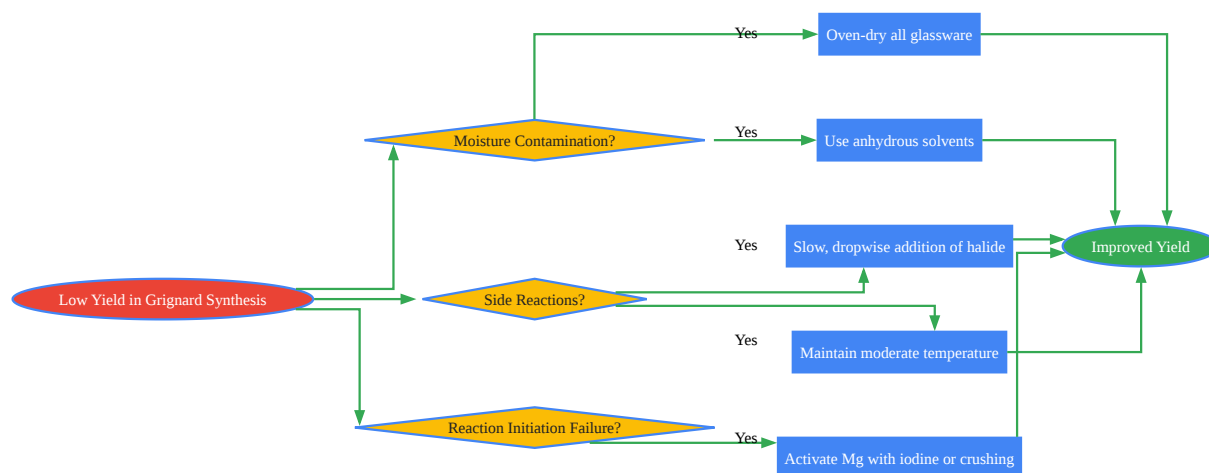 Yes
Oven-dry all glassware
Moisture Contamination?
Yes
Use anhydrous solvents
Yes
Slow, dropwise addition of halide
Improved Yield
Low Yield in Grignard Synthesis
Side Reactions?
Yes
Maintain moderate temperature
Reaction Initiation Failure?
Yes
Activate Mg with iodine or crushing